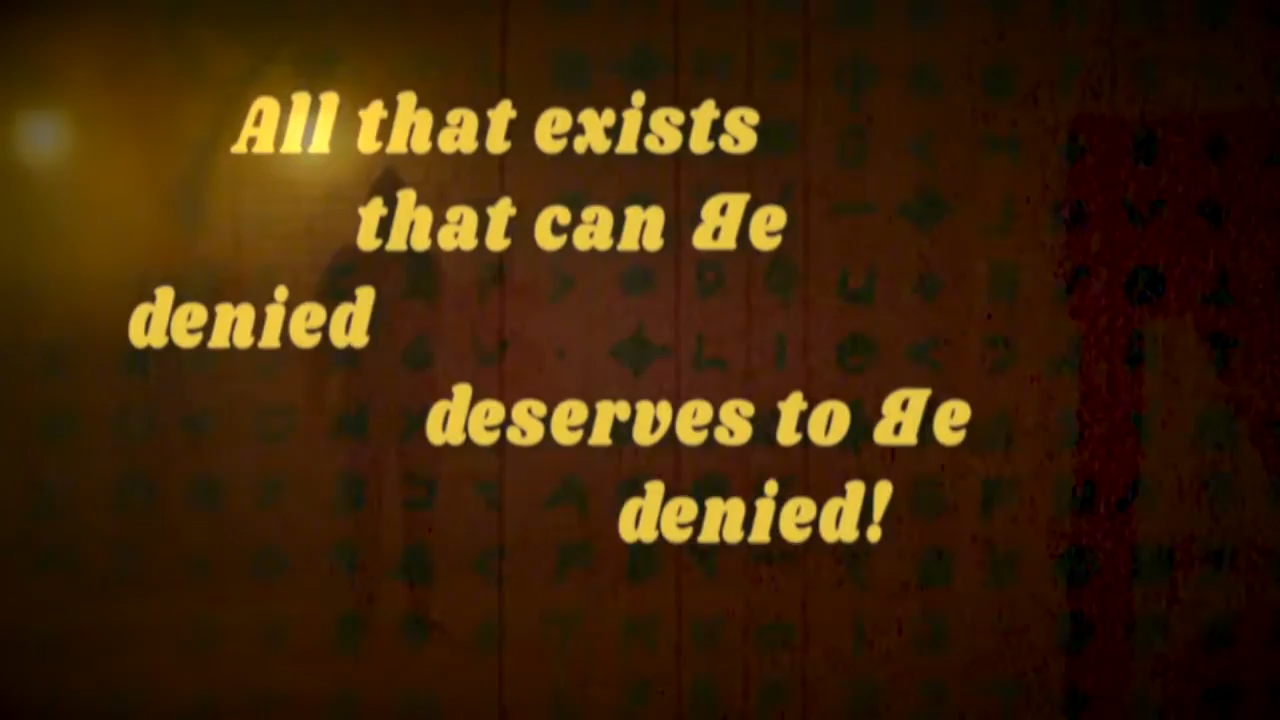 All that exists
that can Be
denied
deserves to Be
denied!